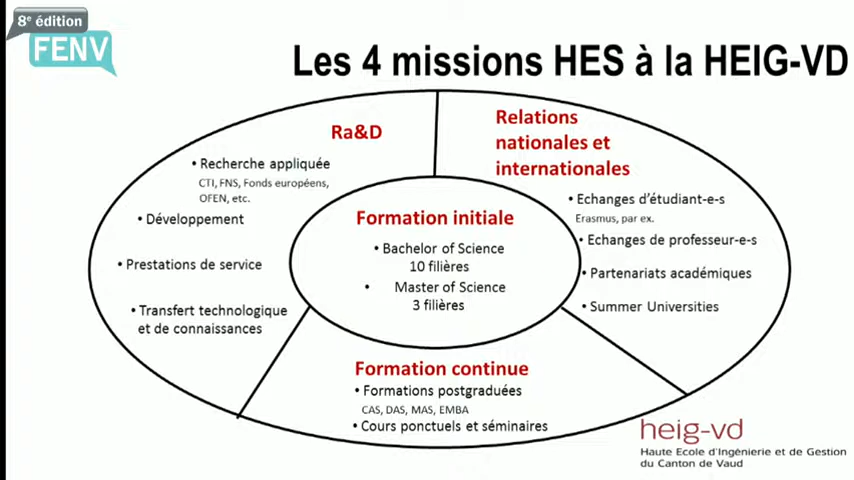 8e édition
FENV
Les 4 missions HES à la HEIG-VD
Ra&D
• Recherche appliquée
CTI, FNS, Fonds européens,
OFEN, etc.
• Développement
• Prestations de service
• Transfert technologique
et de connaissances
Relations
nationales et
internationales
• Echanges d'étudiant-e-s
Erasmus, par ex.
• Echanges de professeur-e-s
• Partenariats académiques
• Summer Universities
Formation initiale
• Bachelor of Science
10 filières
• Master of Science
3 filières
Formation continue
• Formations postgraduées
CAS, DAS, MAS, EMBA
• Cours ponctuels et séminaires
heig-vd
Haute Ecole d'Ingénierie et de Gestion
du Canton de Vaud